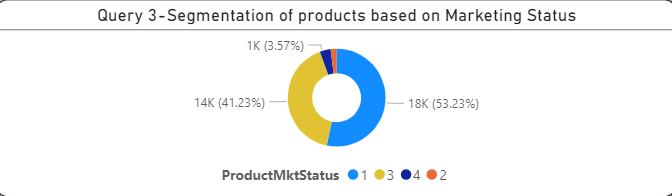 Query 3-Segmentation of products based on Marketing Status
1K (3.57%)
14K (41.23%)
18K (53.23%)
ProductMktStatus 1 3 4 2